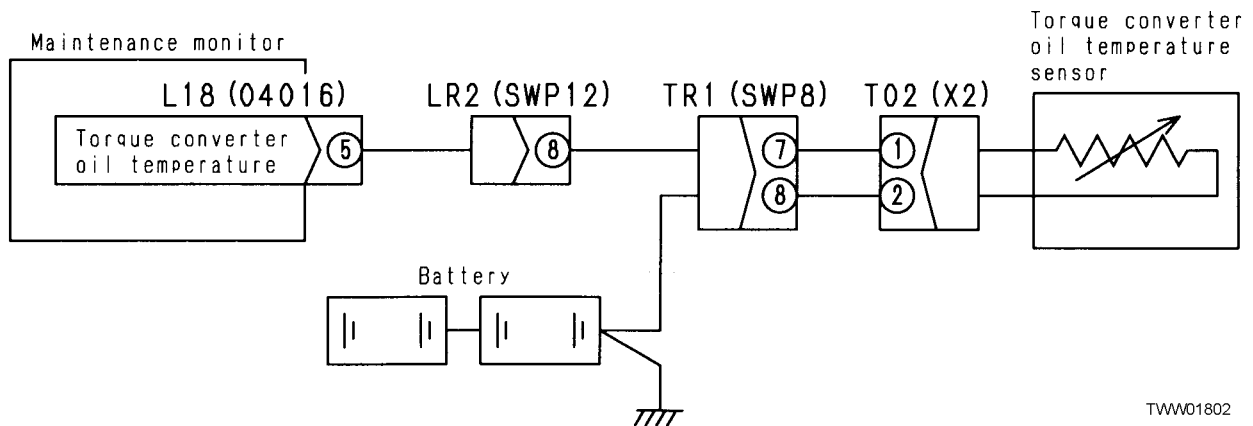 Maintenance monitor
Torque converter
oil temperature
sensor
L18 (04016)
LR2 (SWP12)
TR1 (SWP8)
T02 (X2)
Torque converter
oil temperature
5
8
7
8
1
2
Battery
TWW01802